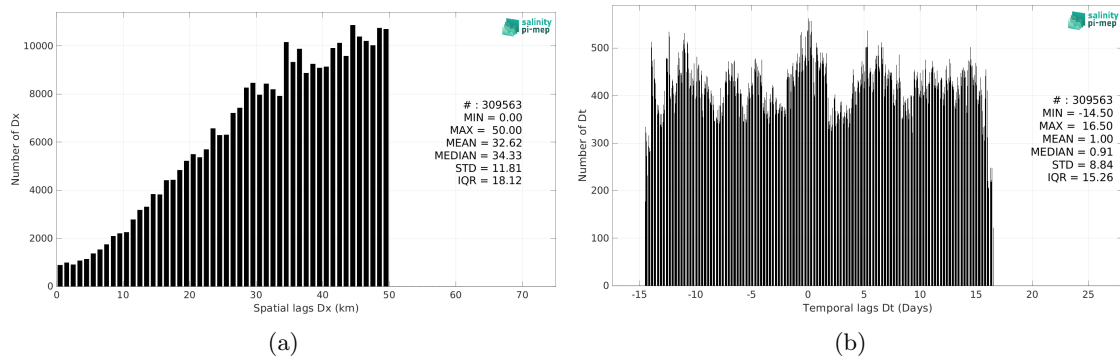 salinity
pi-mep
10000
8000
6000
4000
2000
0
Number of Dx
# : 309563
MIN = 0.00
MAX = 50.00
MEAN = 32.62
MEDIAN = 34.33
STD = 11.81
IQR = 18.12
0 10 20 30 40 50 60 70
Spatial lags Dx (km)
(a)
salinity
pi-mep
500
400
300
200
100
0
Number of Dt
# : 309563
MIN = -14.50
MAX = 16.50
MEAN = 1.00
MEDIAN = 0.91
STD = 8.84
IQR = 15.26
-15 -10 -5 0 5 10 15 20 25
Temporal lags Dt (Days)
(b)